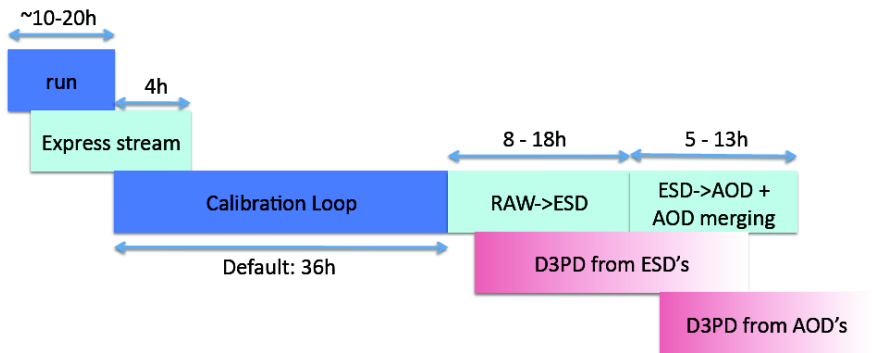 ~10-20h
run
4h
Express stream
8 - 18h
5 - 13h
Calibration Loop
RAW->ESD
ESD->AOD +
AOD merging
Default: 36h
D3PD from ESD's
D3PD from AOD's